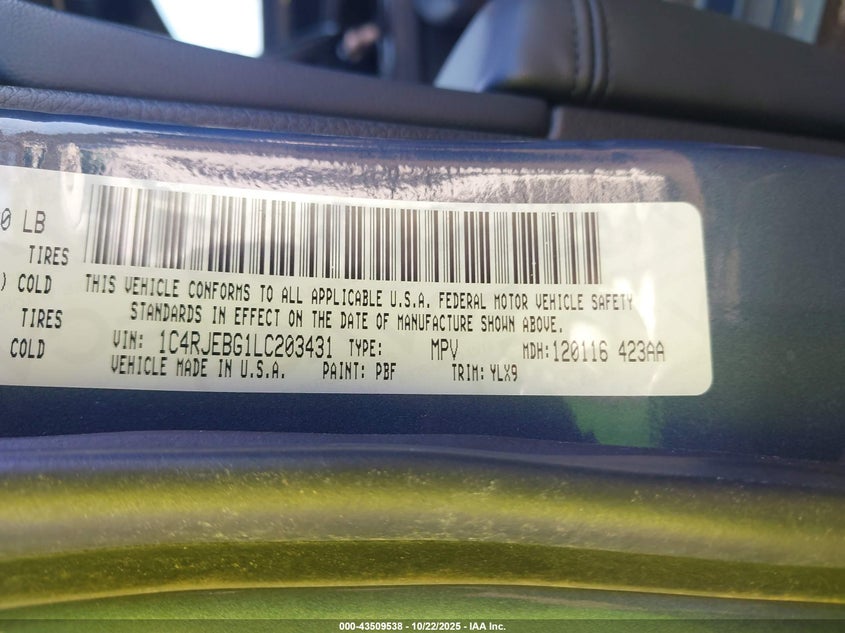 0 LB
TIRES
) COLD
THIS VEHICLE CONFORMS TO ALL APPLICABLE U.S.A. FEDERAL MOTOR VEHICLE SAFETY
STANDARDS IN EFFECT ON THE DATE OF MANUFACTURE SHOWN ABOVE.
TIRES
COLD
VIN: 1C4RJEBG1LC203431 TYPE: MPV MDH: 120116 423AA
VEHICLE MADE IN U.S.A. PAINT: PBF TRIM: YLX9
000-43509538 - 10/22/2025 - IAA Inc.